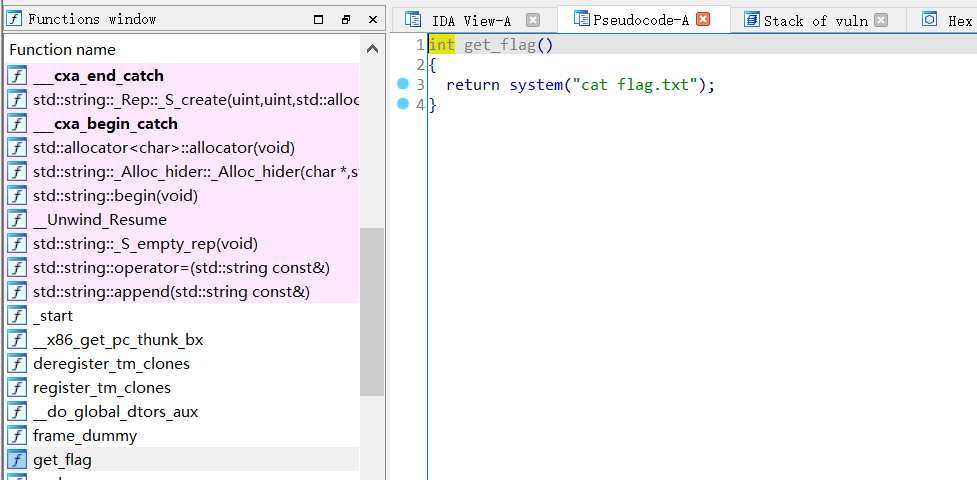 Functions window
Function name
___cxa_end_catch
std::string::_Rep::_S_create(uint,uint,std::alloc
___cxa_begin_catch
std::allocator<char>::allocator(void)
std::string::_Alloc_hider::_Alloc_hider(char *,s
std::string::begin(void)
__Unwind_Resume
std::string::_S_empty_rep(void)
std::string::operator=(std::string const&)
std::string::append(std::string const&)
_start
__x86_get_pc_thunk_bx
deregister_tm_clones
register_tm_clones
__do_global_dtors_aux
frame_dummy
get_flag
IDA View-A
Pseudocode-A
Stack of vuln
Hex
1 int get_flag()
2 {
3 return system("cat flag.txt");
4 }